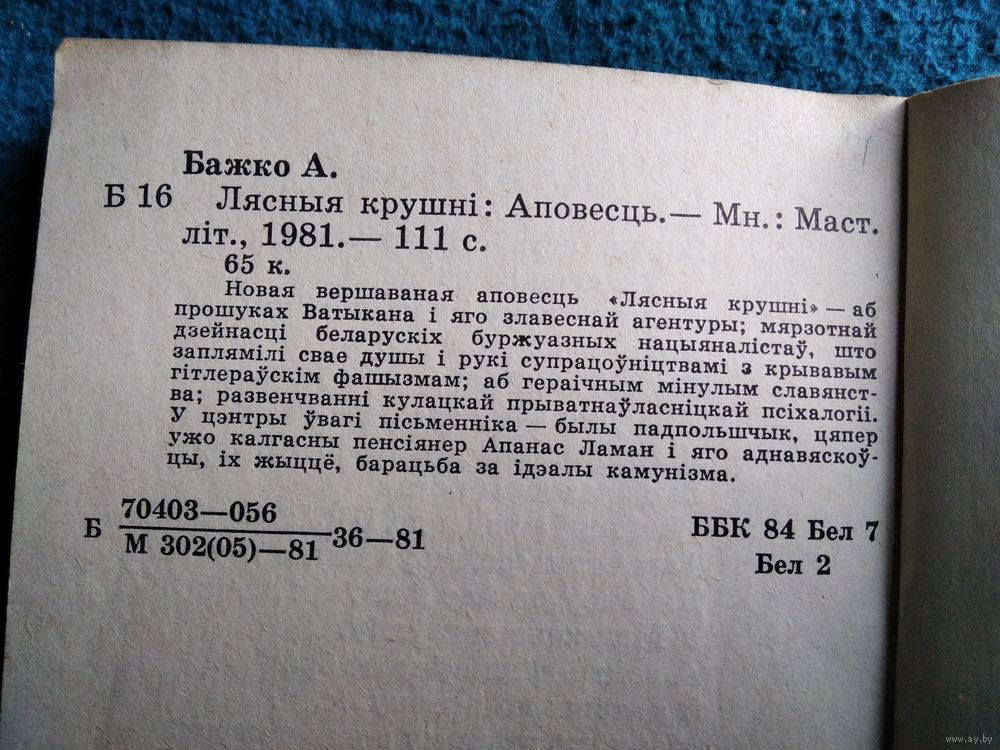 Бажко А.
Б 16 Лясныя крушні: Аповесць.— Мн.: Маст.
літ., 1981.— 111 с.
65 к.
Новая вершаваная аповесць «Лясныя крушні» — аб
прошуках Ватыкана і яго злавеснай агентуры; мярзотнай
дзейнасці беларускіх буржуазных нацыяналістаў, што
заплямілі свае душы і рукі супрацоўніцтвамі з крывавым
гітлераўскім фашызмам; аб гераічным мінулым славянст-
ва; развенчванні кулацкай прыватнаўласніцкай псіхалогіі.
У цэнтры ўвагі пісьменніка — былы падпольшчык, цяпер
ужо калгасны пенсіянер Апанас Ламан і яго аднавяскоў-
цы, іх жыццё, барацьба за ідэалы камунізма.
70403—056
Б 36—81
М 302(05)—81
ББК 84 Бел 7
Бел 2
www.ay.by